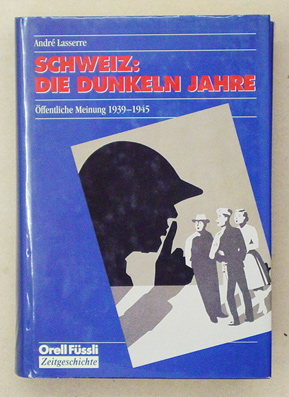 André Lasserre
SCHWEIZ:
DIE DUNKELN JAHRE
Öffentliche Meinung 1939–1945
Orell Füssli
Zeitgeschichte